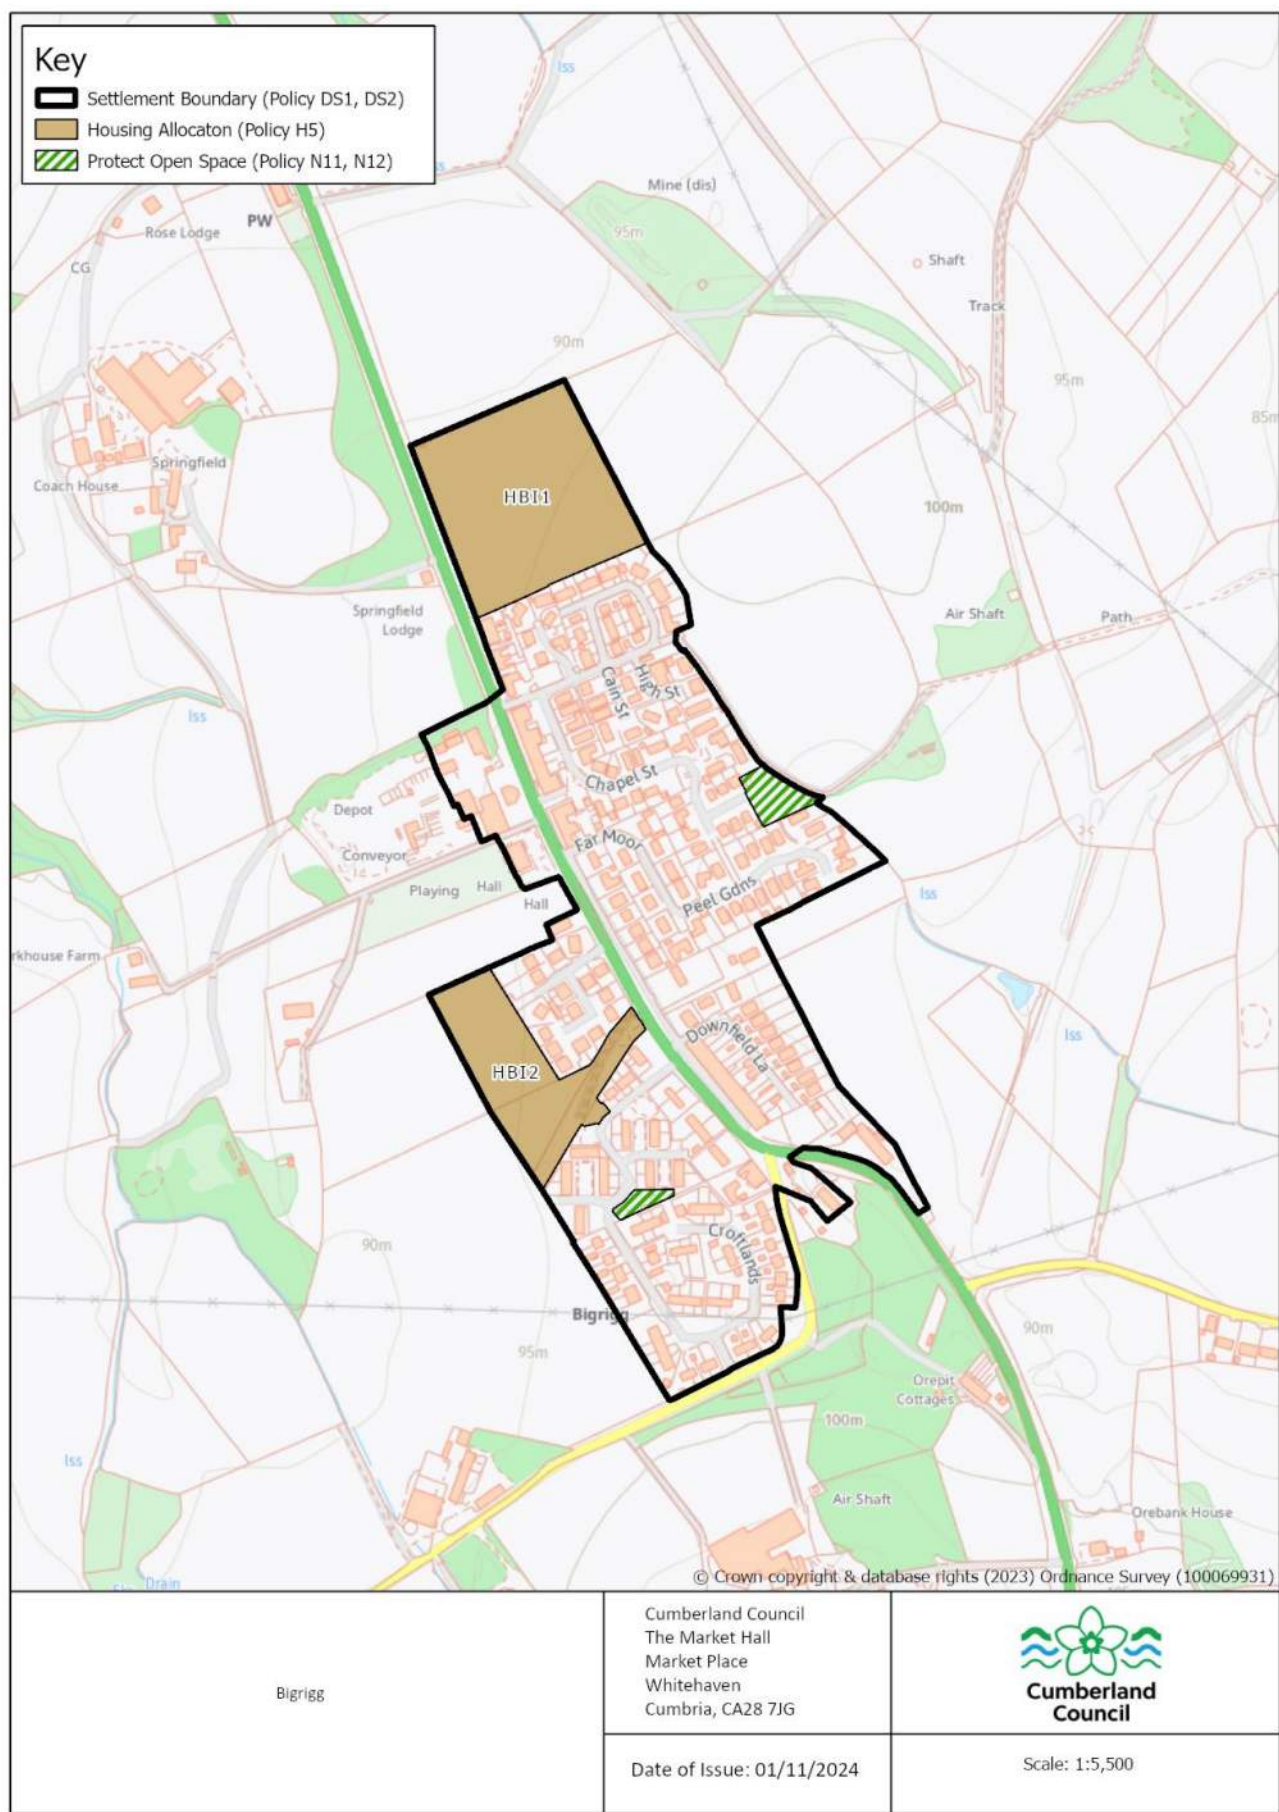 Key
Settlement Boundary (Policy DS1, DS2)
Housing Allocaton (Policy H5)
Protect Open Space (Policy N11, N12)
Iss
Mine (dis)
PW
Rose Lodge
95m
CG
Shaft
Track
90m
95m
Springfield
Coach House
HBI1
100m
Springfield
Lodge
Air Shaft
Path
High St
Cain St
Iss
Chapel St
Depot
Far Moor
Conveyor
Playing
Hall
Hall
Peel Gdns
Iss
Downfield La
Iss
HBI2
Croftlands
90m
Bigrigg
95m
90m
Orepit
Cottages
100m
Iss
Air Shaft
Orebank House
Drain
© Crown copyright & database rights (2023) Ordnance Survey (100069931)
Bigrigg
Cumberland Council
The Market Hall
Market Place
Whitehaven
Cumbria, CA28 7JG
Cumberland
Council
Date of Issue: 01/11/2024
Scale: 1:5,500